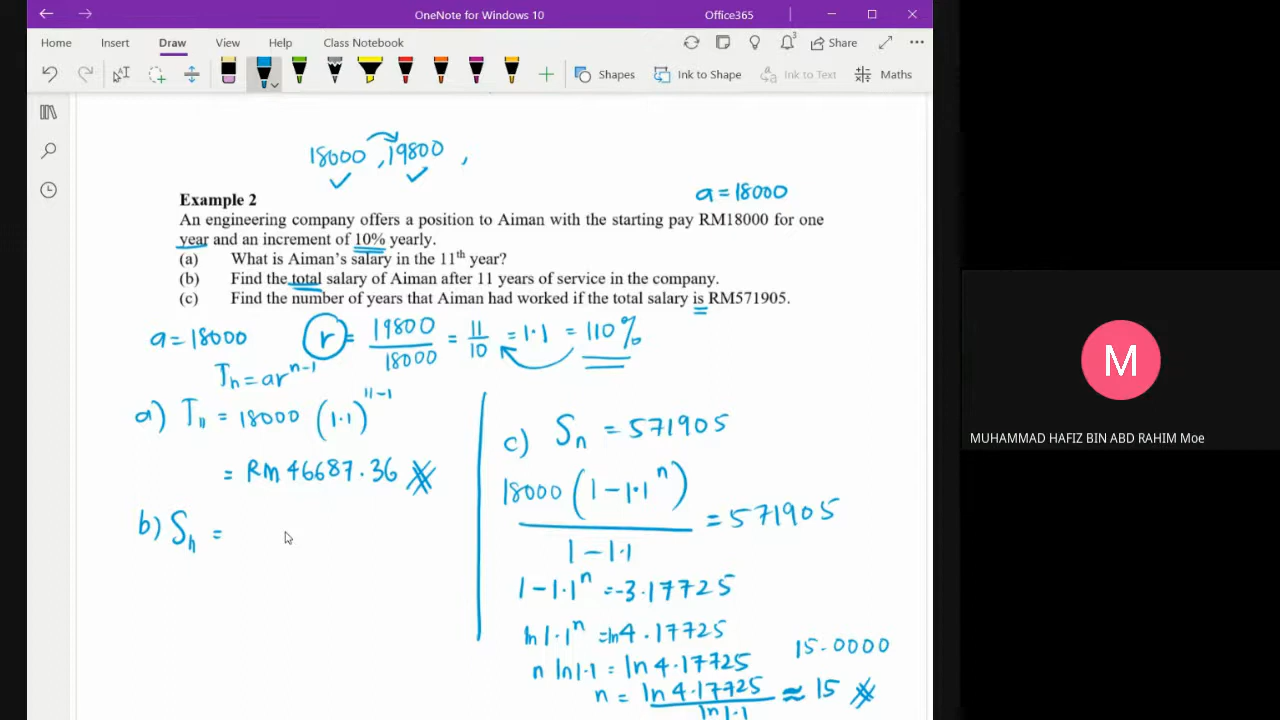 OneNote for Windows 10
Office365
Home Insert Draw View Help Class Notebook
Share
Shapes Ink to Shape Ink to Text Maths
18000 , 19800 ,
a = 18000
Example 2
An engineering company offers a position to Aiman with the starting pay RM18000 for one
year and an increment of 10% yearly.
(a) What is Aiman's salary in the 11th year?
(b) Find the total salary of Aiman after 11 years of service in the company.
(c) Find the number of years that Aiman had worked if the total salary is RM571905.
a = 18000 r = 19800/18000 = 11/10 = 1.1 = 110%
Tn = ar^n-1
a) T11 = 18000 (1.1)^11-1
= RM 46687.36
b) Sn =
c) Sn = 571905
18000 (1 - 1.1^n) / 1 - 1.1 = 571905
1 - 1.1^n = -3.17725
ln 1.1^n = ln 4.17725
n ln 1.1 = ln 4.17725
15.0000
n = ln 4.17725 / ln 1.1 ≈ 15
M
MUHAMMAD HAFIZ BIN ABD RAHIM Moe